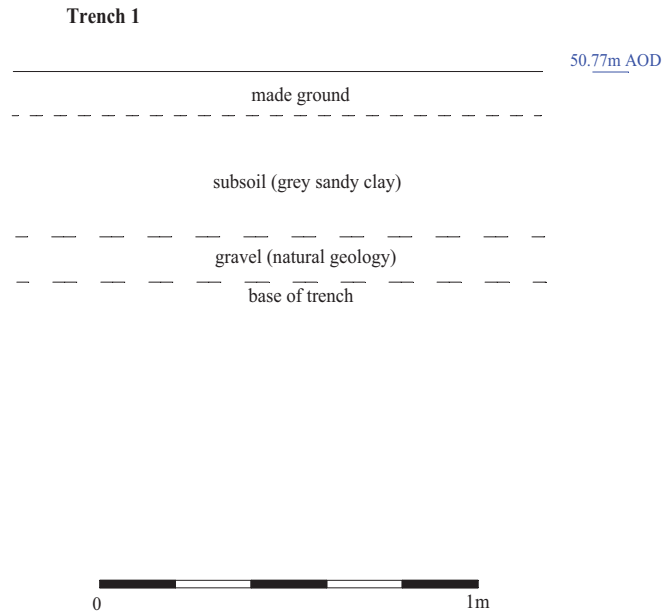 Trench 1
50.77m AOD
made ground
subsoil (grey sandy clay)
gravel (natural geology)
base of trench
0
1m